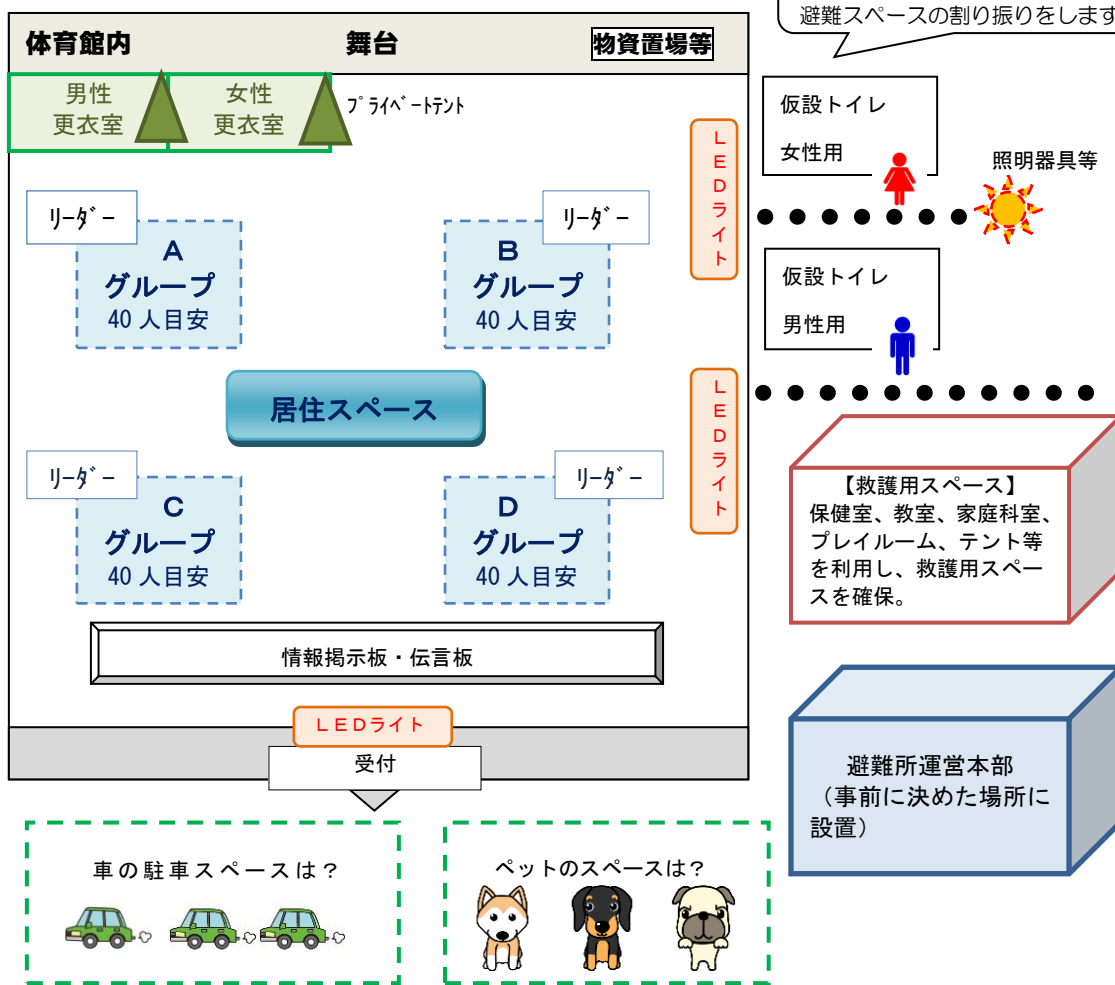 避難スペースの割り振りをします
体育館内
舞台
物資置場等
男性
更衣室
女性
更衣室
ﾌﾟﾗｲﾍﾞｰﾄﾃﾝﾄ
LEDライト
仮設トイレ
女性用
照明器具等
ﾘｰﾀﾞｰ
A
グループ
40人目安
ﾘｰﾀﾞｰ
B
グループ
40人目安
仮設トイレ
男性用
居住スペース
LEDライト
ﾘｰﾀﾞｰ
C
グループ
40人目安
ﾘｰﾀﾞｰ
D
グループ
40人目安
【救護用スペース】
保健室、教室、家庭科室、
プレイルーム、テント等
を利用し、救護用スペー
スを確保。
情報掲示板・伝言板
LEDライト
受付
避難所運営本部
（事前に決めた場所に
設置）
車の駐車スペースは？
ペットのスペースは？